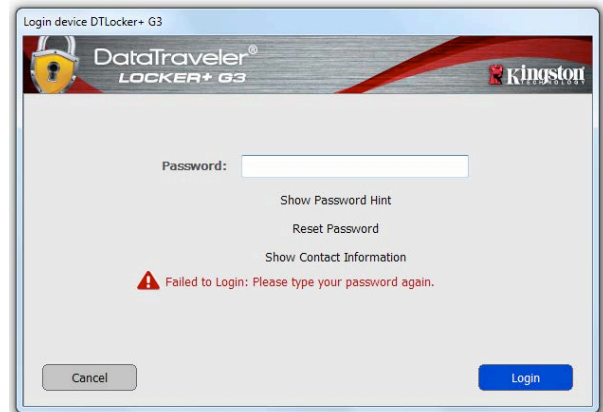 Login device DTLocker+ G3
DataTraveler®
LOCKER+ G3
Kingston
TECHNOLOGY
Password:
Show Password Hint
Reset Password
Show Contact Information
Failed to Login: Please type your password again.
Cancel
Login